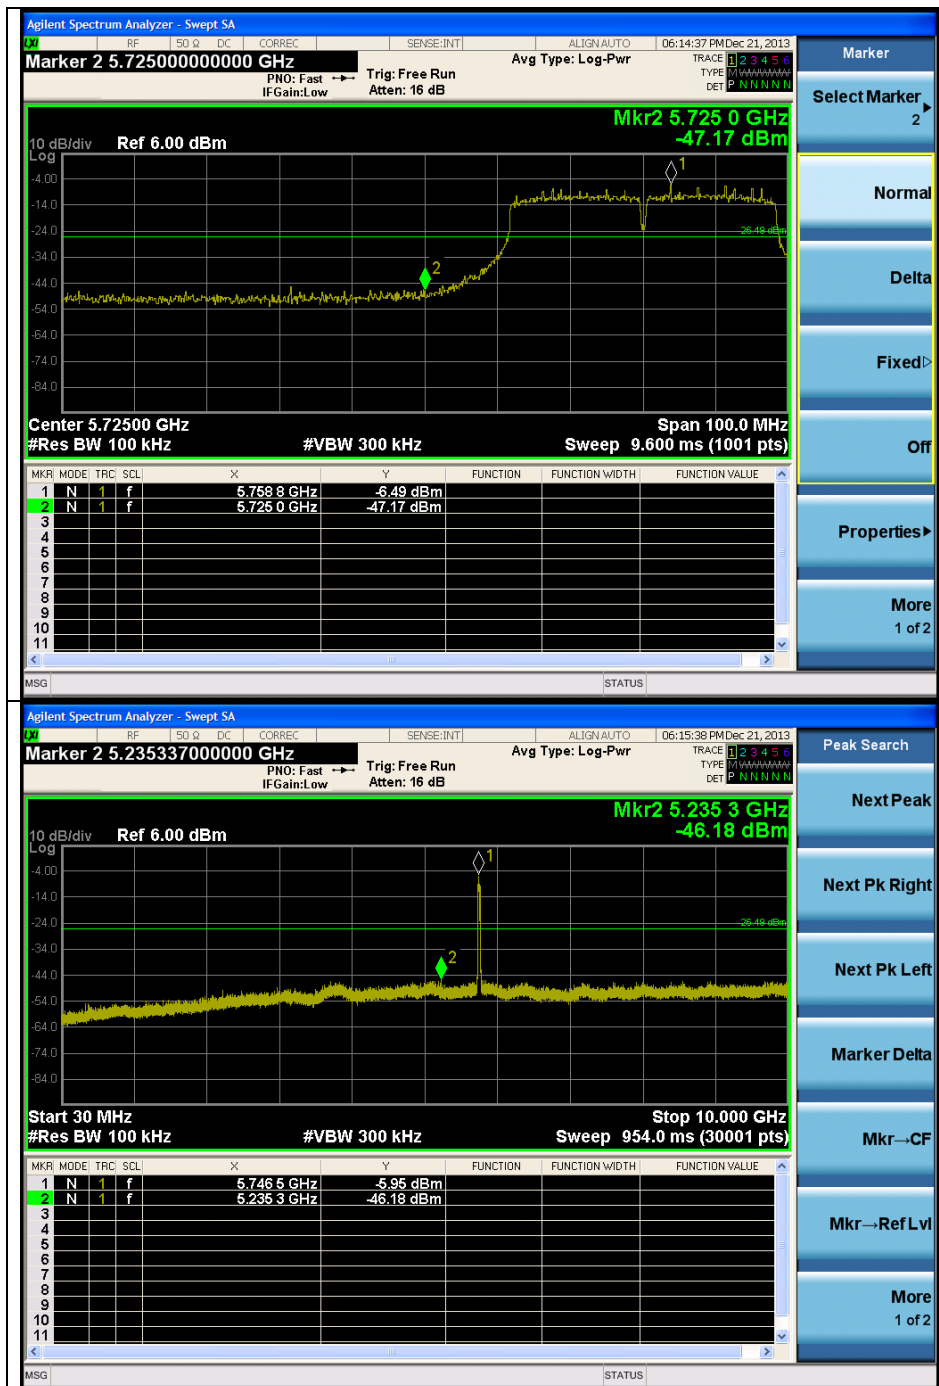 Agilent Spectrum Analyzer - Swept SA
LXI RF 50 Ω DC CORREC SENSE:INT ALIGNAUTO 06:14:37 PM Dec 21, 2013
Marker 2 5.725000000000 GHz
PNO: Fast
IFGain:Low
Trig: Free Run
Atten: 16 dB
Avg Type: Log-Pwr
TRACE 1 2 3 4 5 6
TYPE M
DET P N N N N N
Mkr2 5.725 0 GHz
-47.17 dBm
10 dB/div Ref 6.00 dBm
Log
-4.00
-14.0
-24.0
-34.0
-44.0
-54.0
-64.0
-74.0
-84.0
1
2
-26.49 dBm
Center 5.72500 GHz Span 100.0 MHz
#Res BW 100 kHz #VBW 300 kHz Sweep 9.600 ms (1001 pts)
MKR MODE TRC SCL X Y FUNCTION FUNCTION WIDTH FUNCTION VALUE
1 N 1 f 5.758 8 GHz -6.49 dBm
2 N 1 f 5.725 0 GHz -47.17 dBm
3
4
5
6
7
8
9
10
11
MSG STATUS
Marker
Select Marker
2
Normal
Delta
Fixed
Off
Properties
More
1 of 2
Agilent Spectrum Analyzer - Swept SA
LXI RF 50 Ω DC CORREC SENSE:INT ALIGNAUTO 06:15:38 PM Dec 21, 2013
Marker 2 5.235337000000 GHz
PNO: Fast
IFGain:Low
Trig: Free Run
Atten: 16 dB
Avg Type: Log-Pwr
TRACE 1 2 3 4 5 6
TYPE M
DET P N N N N N
Mkr2 5.235 3 GHz
-46.18 dBm
10 dB/div Ref 6.00 dBm
Log
-4.00
-14.0
-24.0
-34.0
-44.0
-54.0
-64.0
-74.0
-84.0
1
2
-26.49 dBm
Start 30 MHz Stop 10.000 GHz
#Res BW 100 kHz #VBW 300 kHz Sweep 954.0 ms (30001 pts)
MKR MODE TRC SCL X Y FUNCTION FUNCTION WIDTH FUNCTION VALUE
1 N 1 f 5.746 5 GHz -5.95 dBm
2 N 1 f 5.235 3 GHz -46.18 dBm
3
4
5
6
7
8
9
10
11
MSG STATUS
Peak Search
Next Peak
Next Pk Right
Next Pk Left
Marker Delta
Mkr→CF
Mkr→Ref Lvl
More
1 of 2